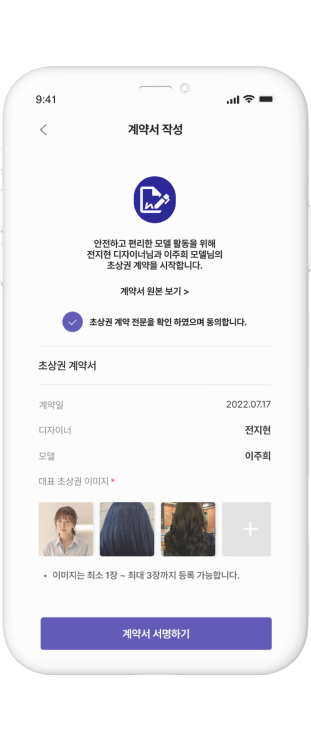 9:41
계약서 작성
안전하고 편리한 모델 활동을 위해
전지현 디자이너님과 이주희 모델님의
초상권 계약을 시작합니다.
계약서 원본 보기 >
초상권 계약 전문을 확인 하였으며 동의합니다.
초상권 계약서
계약일 2022.07.17
디자이너 전지현
모델 이주희
대표 초상권 이미지 *
• 이미지는 최소 1장 ~ 최대 3장까지 등록 가능합니다.
계약서 서명하기